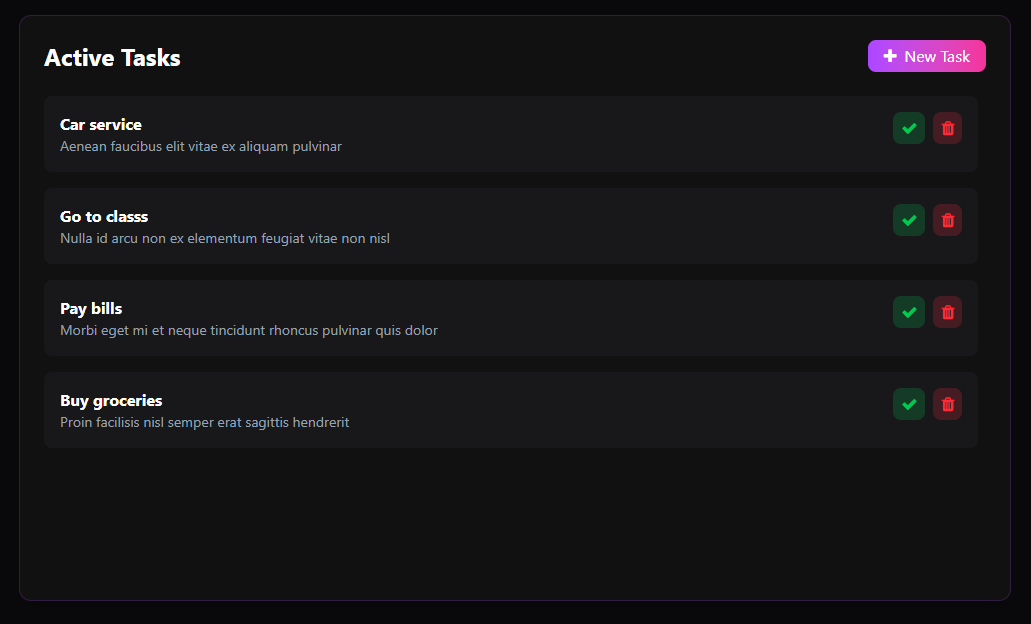 Active Tasks
New Task
Car service
Aenean faucibus elit vitae ex aliquam pulvinar
Go to classs
Nulla id arcu non ex elementum feugiat vitae non nisl
Pay bills
Morbi eget mi et neque tincidunt rhoncus pulvinar quis dolor
Buy groceries
Proin facilisis nisl semper erat sagittis hendrerit